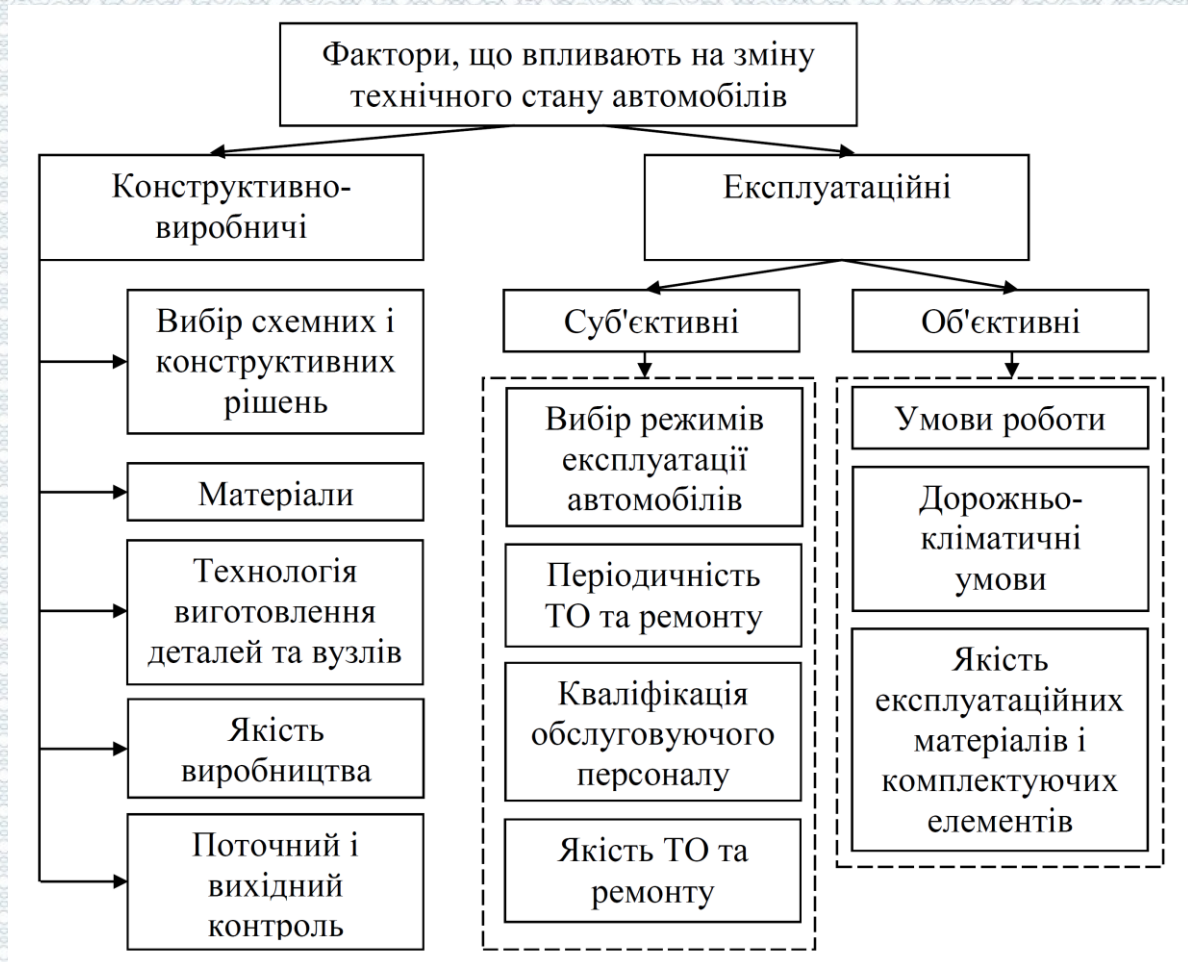 Фактори, що впливають на зміну
технічного стану автомобілів
Конструктивно-
виробничі
Експлуатаційні
Вибір схемних і
конструктивних
рішень
Матеріали
Технологія
виготовлення
деталей та вузлів
Якість
виробництва
Поточний і
вихідний
контроль
Суб'єктивні
Вибір режимів
експлуатації
автомобілів
Періодичність
ТО та ремонту
Кваліфікація
обслуговуючого
персоналу
Якість ТО та
ремонту
Об'єктивні
Умови роботи
Дорожньо-
кліматичні
умови
Якість
експлуатаційних
матеріалів і
комплектуючих
елементів